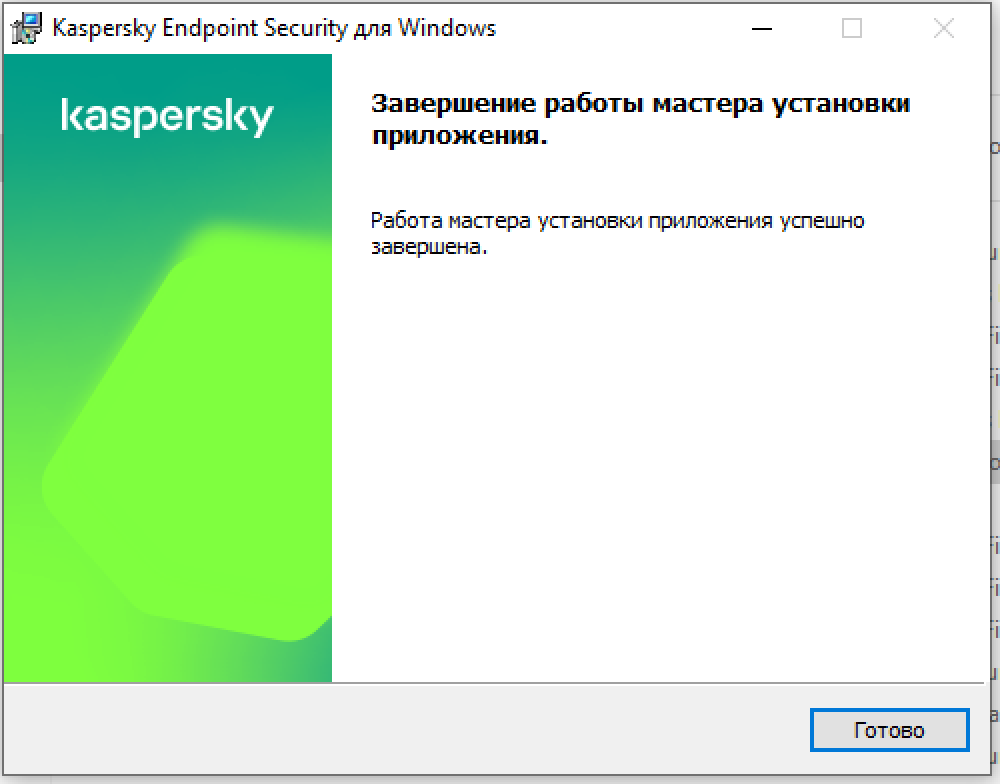 Kaspersky Endpoint Security для Windows
kaspersky
Завершение работы мастера установки
приложения.
Работа мастера установки приложения успешно
завершена.
Готово